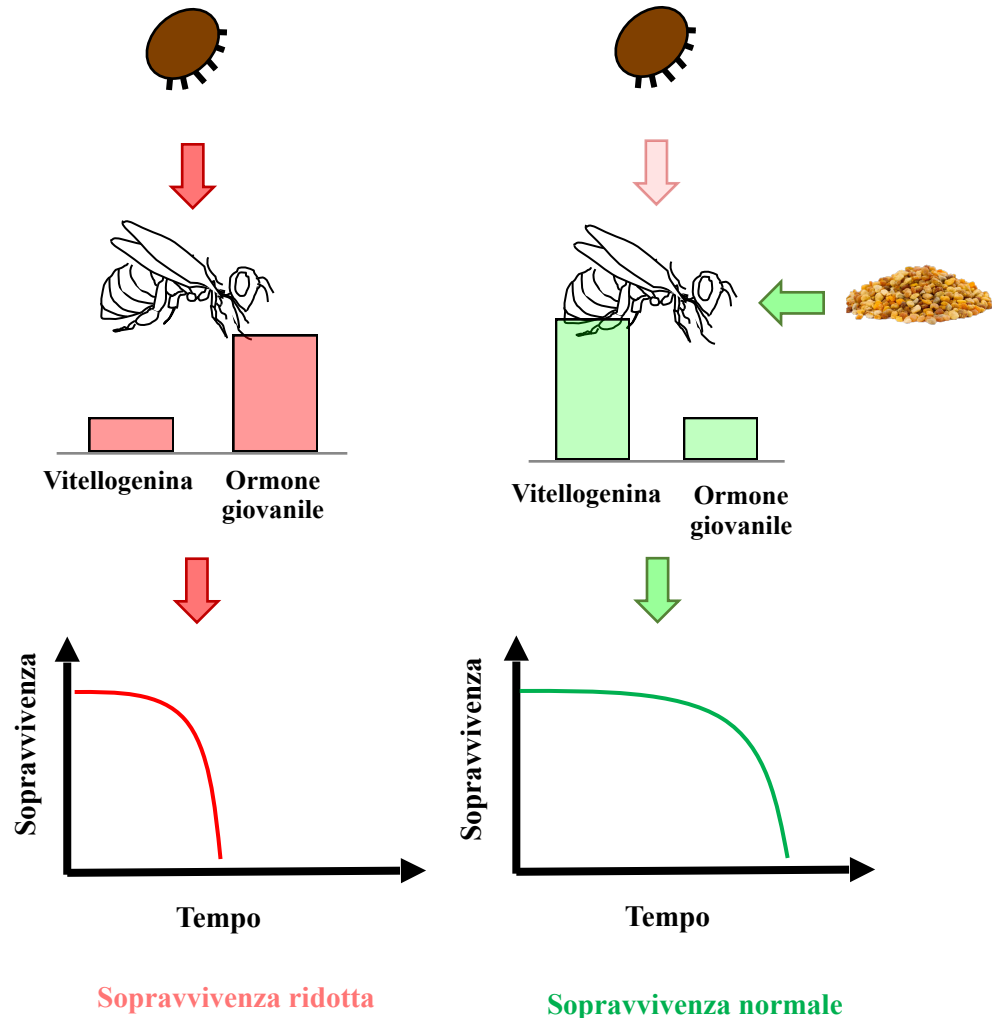 Vitellogenina
Ormone
giovanile
Vitellogenina
Ormone
giovanile
Sopravvivenza
Tempo
Sopravvivenza
Tempo
Sopravvivenza ridotta
Sopravvivenza normale